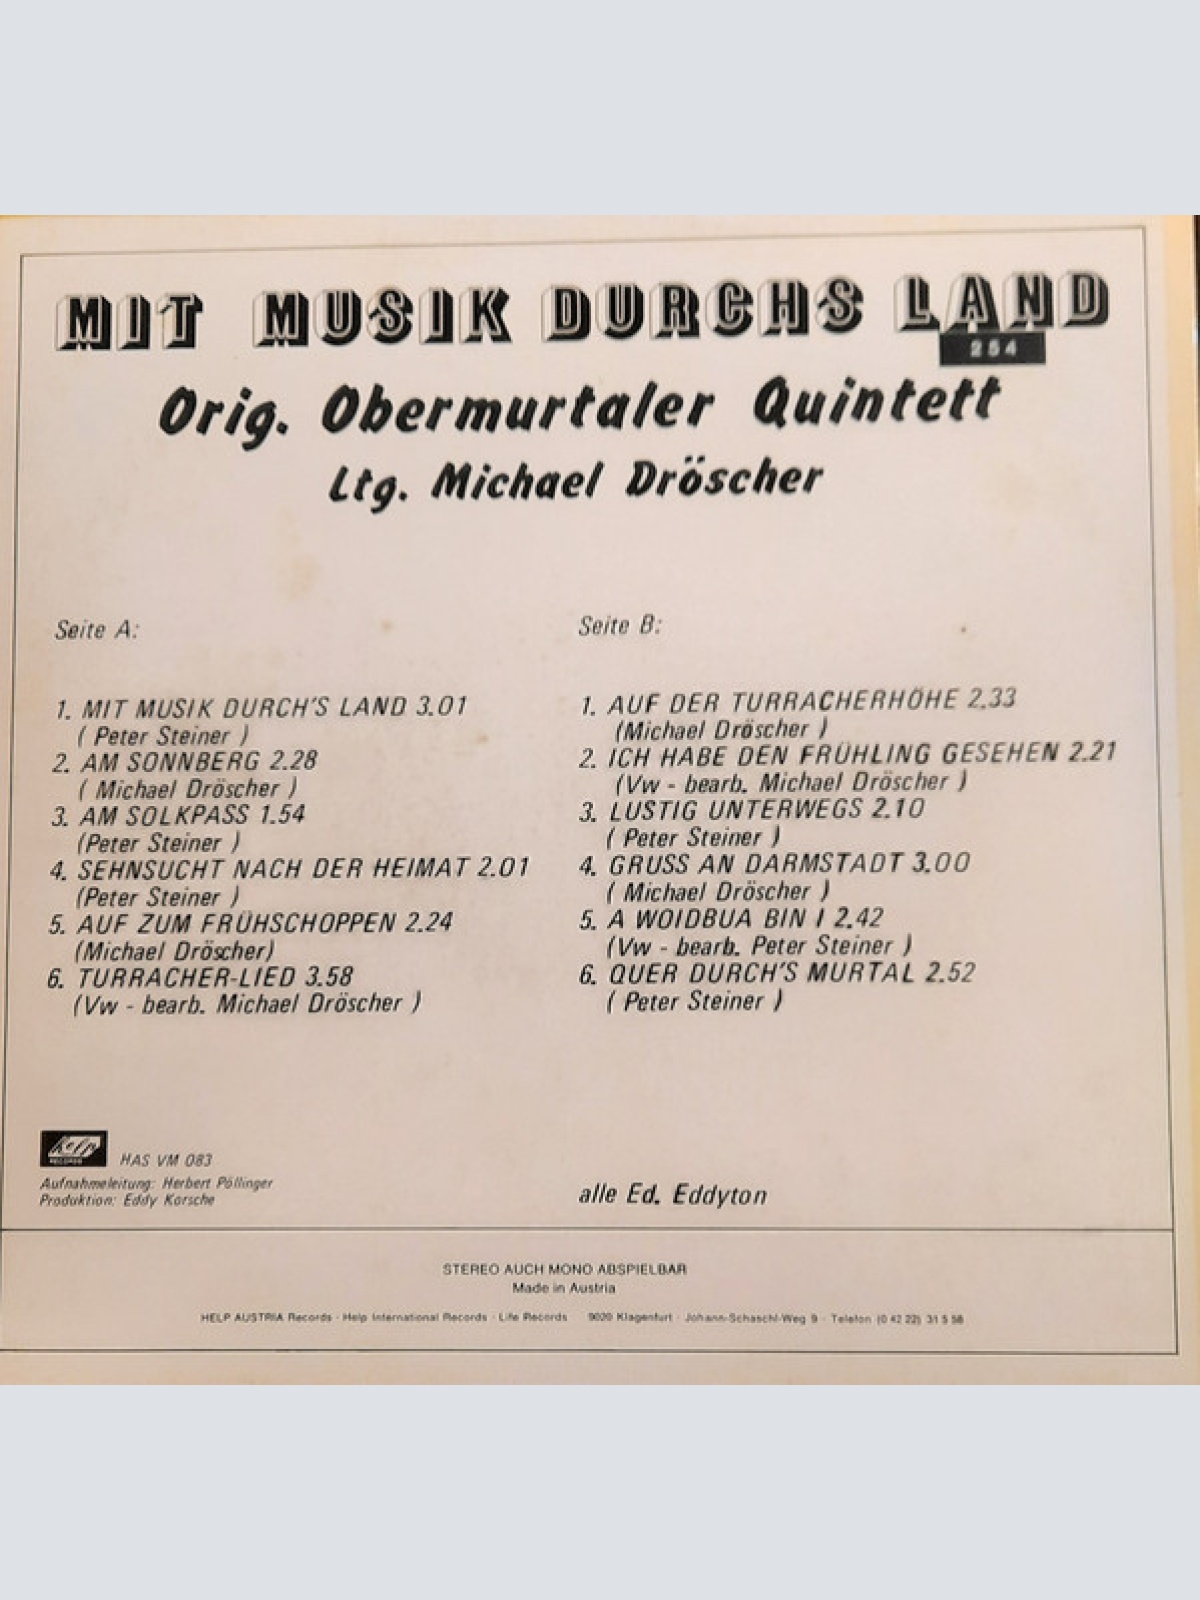 MIT MUSIK DURCHS LAND
254
Orig. Obermurtaler Quintett
Ltg. Michael Dröscher
Seite A:
1. MIT MUSIK DURCH'S LAND 3.01
( Peter Steiner )
2. AM SONNBERG 2.28
( Michael Dröscher )
3. AM SOLKPASS 1.54
(Peter Steiner )
4. SEHNSUCHT NACH DER HEIMAT 2.01
(Peter Steiner )
5. AUF ZUM FRÜHSCHOPPEN 2.24
(Michael Dröscher)
6. TURRACHER-LIED 3.58
(Vw - bearb. Michael Dröscher )
Seite B:
1. AUF DER TURRACHERHÖHE 2.33
(Michael Dröscher )
2. ICH HABE DEN FRÜHLING GESEHEN 2.21
(Vw - bearb. Michael Dröscher )
3. LUSTIG UNTERWEGS 2.10
( Peter Steiner )
4. GRUSS AN DARMSTADT 3.00
( Michael Dröscher )
5. A WOIDBUA BIN I 2.42
(Vw - bearb. Peter Steiner )
6. QUER DURCH'S MURTAL 2.52
( Peter Steiner )
help
RECORDS
HAS VM 083
Aufnahmeleitung: Herbert Pöllinger
Produktion: Eddy Korsche
alle Ed. Eddyton
STEREO AUCH MONO ABSPIELBAR
Made in Austria
HELP AUSTRIA Records · Help International Records · Life Records 9020 Klagenfurt · Johann-Schaschl-Weg 9 · Telefon (0 42 22) 31 5 58